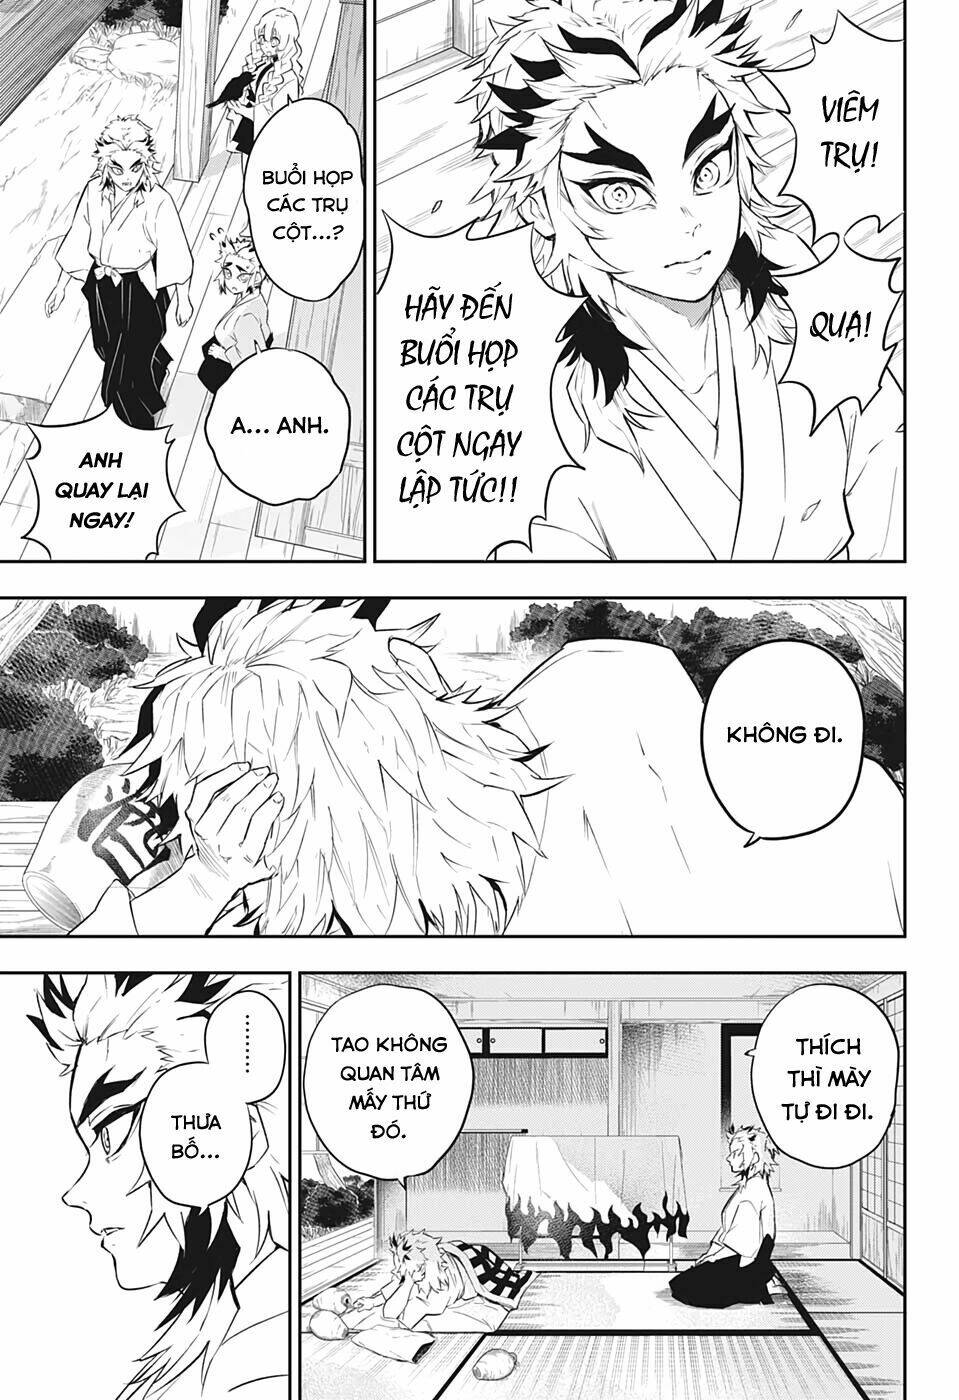 VIÊM
TRỤ!
QUẠ!
HÃY ĐẾN
BUỔI HỌP
CÁC TRỤ
CỘT NGAY
LẬP TỨC!!
BUỔI HỌP
CÁC TRỤ
CỘT...?
A... ANH.
ANH
QUAY LẠI
NGAY!
KHÔNG ĐI.
THÍCH
THÌ MÀY
TỰ ĐI ĐI.
TAO KHÔNG
QUAN TÂM
MẤY THỨ
ĐÓ.
........
THƯA
BỐ...